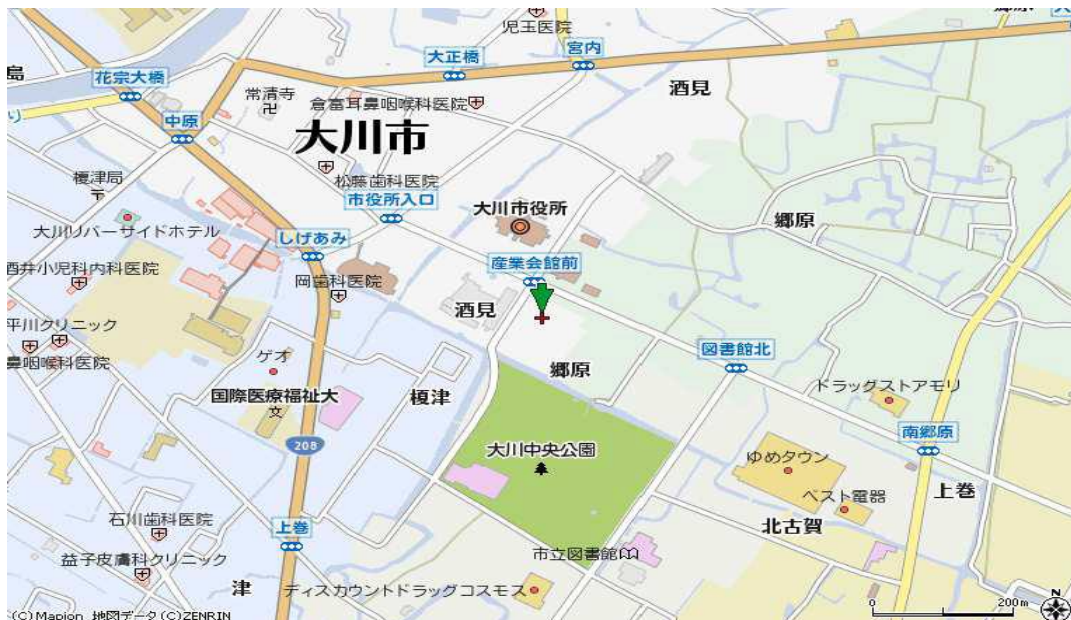 児玉医院
郷原
大正橋
宮内
島
花宗大橋
酒見
常清寺
倉富耳鼻咽喉科医院
り
中原
大川市
榎津局
松藤歯科医院
市役所入口
大川市役所
郷原
大川リバーサイドホテル
しげあみ
産業会館前
酒井小児科内科医院
岡歯科医院
酒見
平川クリニック
図書館北
ゲオ
鼻咽喉科医院
郷原
ドラッグストアモリ
国際医療福祉大
文
榎津
208
南郷原
大川中央公園
ゆめタウン
ベスト電器
上巻
石川歯科医院
上巻
北古賀
益子皮膚科クリニック
市立図書館
津
ディスカウントドラッグコスモス
N
0 200m
(C)Mapion 地図データ(C)ZENRIN